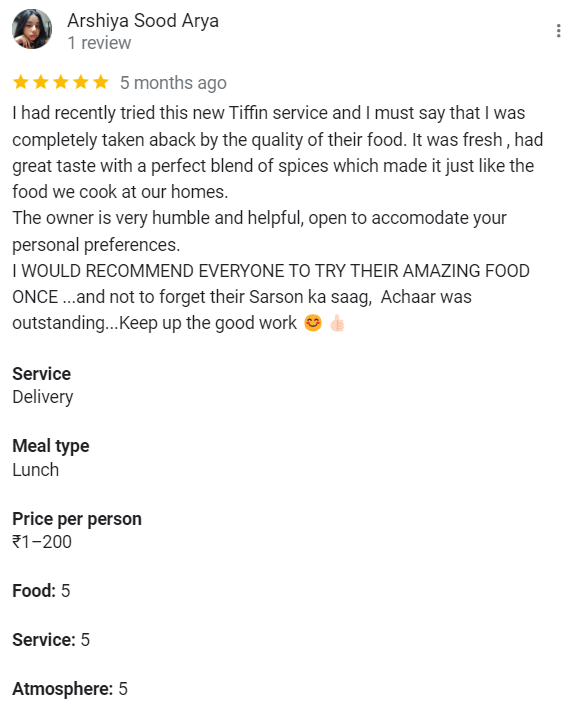 Arshiya Sood Arya
1 review
5 months ago
I had recently tried this new Tiffin service and I must say that I was
completely taken aback by the quality of their food. It was fresh , had
great taste with a perfect blend of spices which made it just like the
food we cook at our homes.
The owner is very humble and helpful, open to accomodate your
personal preferences.
I WOULD RECOMMEND EVERYONE TO TRY THEIR AMAZING FOOD
ONCE ...and not to forget their Sarson ka saag,  Achaar was
outstanding...Keep up the good work 😊 👍🏻
Service
Delivery
Meal type
Lunch
Price per person
₹1–200
Food: 5
Service: 5
Atmosphere: 5